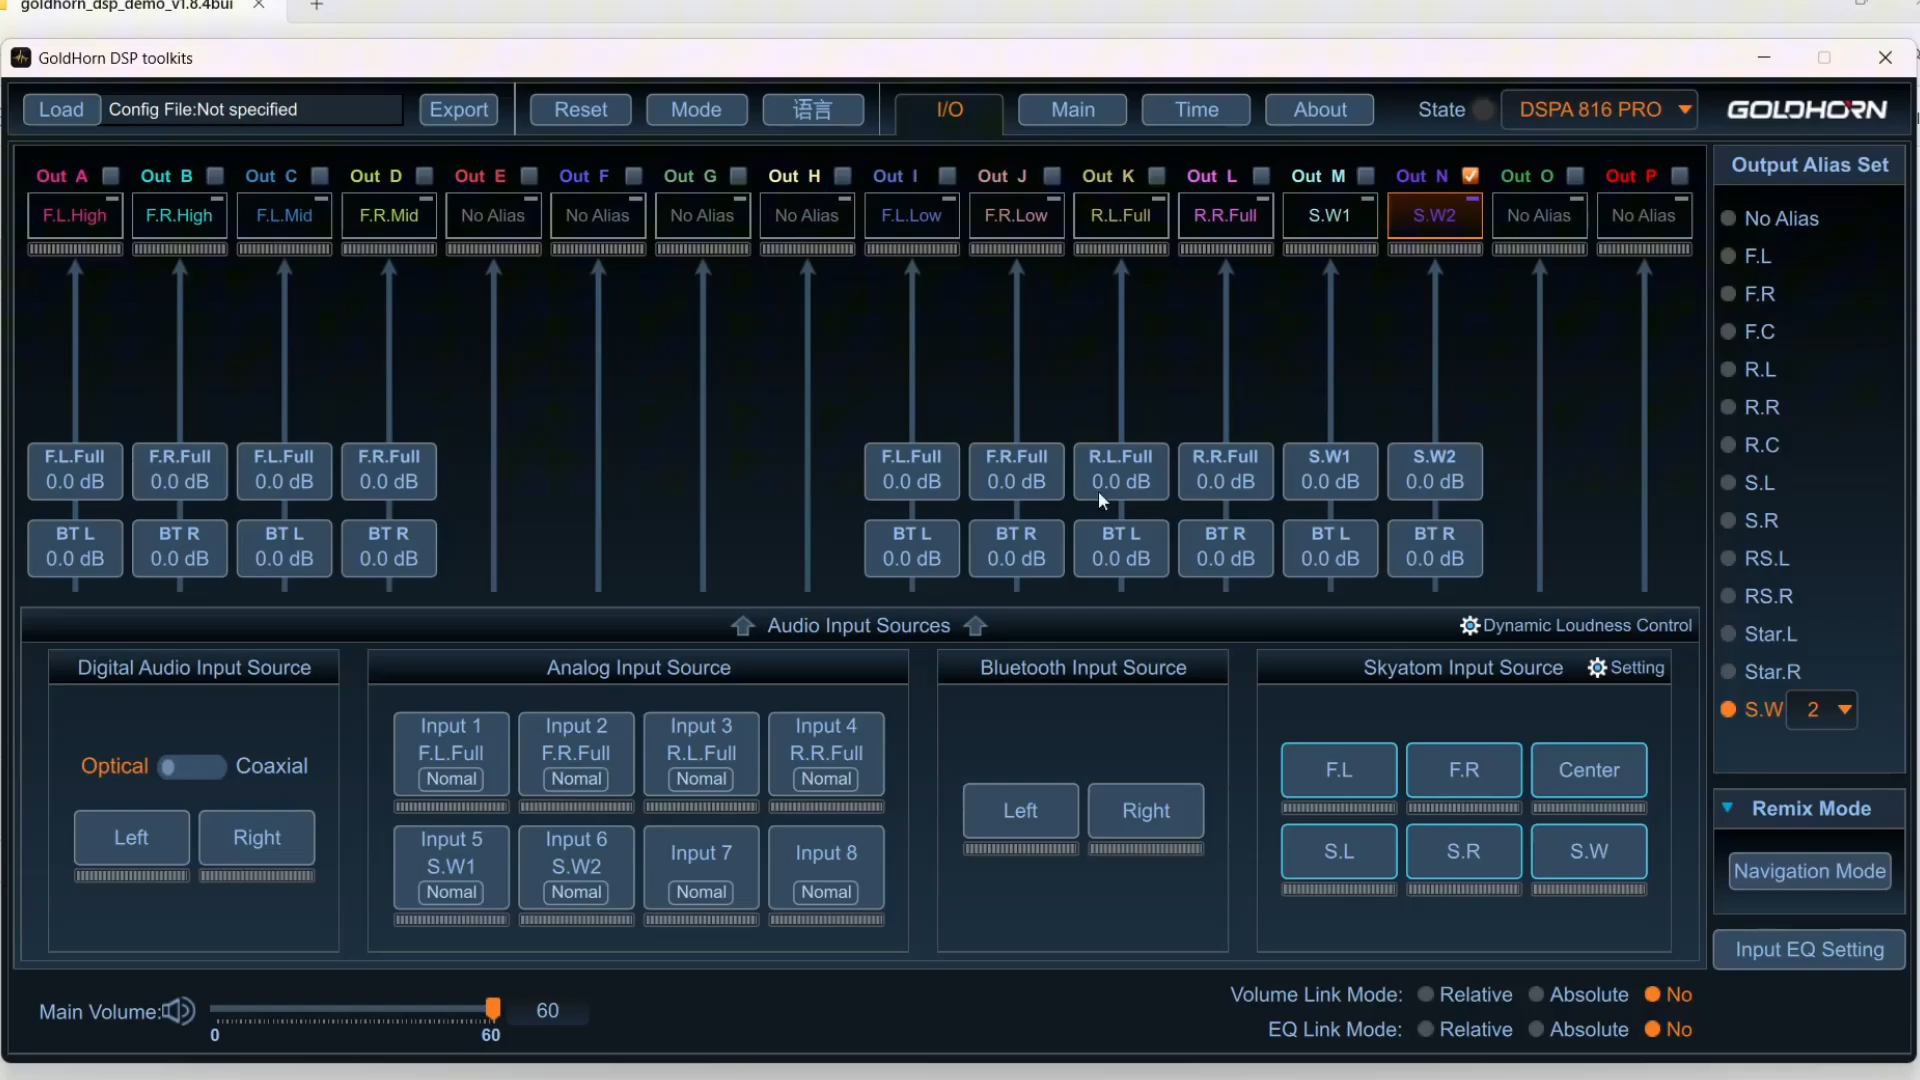 goldhorn_dsp_demo_v1.8.4bui
GoldHorn DSP toolkits
Load Config File:Not specified Export Reset Mode 语言 I/O Main Time About State DSPA 816 PRO GOLDHORN
Out A Out B Out C Out D Out E Out F Out G Out H Out I Out J Out K Out L Out M Out N Out O Out P
F.L.High F.R.High F.L.Mid F.R.Mid No Alias No Alias No Alias No Alias F.L.Low F.R.Low R.L.Full R.R.Full S.W1 S.W2 No Alias No Alias
F.L.Full F.R.Full F.L.Full F.R.Full F.L.Full F.R.Full R.L.Full R.R.Full S.W1 S.W2
0.0 dB 0.0 dB 0.0 dB 0.0 dB 0.0 dB 0.0 dB 0.0 dB 0.0 dB 0.0 dB 0.0 dB
BT L BT R BT L BT R BT L BT R BT L BT R BT L BT R
0.0 dB 0.0 dB 0.0 dB 0.0 dB 0.0 dB 0.0 dB 0.0 dB 0.0 dB 0.0 dB 0.0 dB
Audio Input Sources Dynamic Loudness Control
Digital Audio Input Source
Optical Coaxial
Left Right
Analog Input Source
Input 1 Input 2 Input 3 Input 4
F.L.Full F.R.Full R.L.Full R.R.Full
Nomal Nomal Nomal Nomal
Input 5 Input 6 Input 7 Input 8
S.W1 S.W2
Nomal Nomal Nomal Nomal
Bluetooth Input Source
Left Right
Skyatom Input Source Setting
F.L F.R Center
S.L S.R S.W
Output Alias Set
No Alias
F.L
F.R
F.C
R.L
R.R
R.C
S.L
S.R
RS.L
RS.R
Star.L
Star.R
S.W 2
Remix Mode
Navigation Mode
Input EQ Setting
Main Volume: 60
0 60
Volume Link Mode: Relative Absolute No
EQ Link Mode: Relative Absolute No